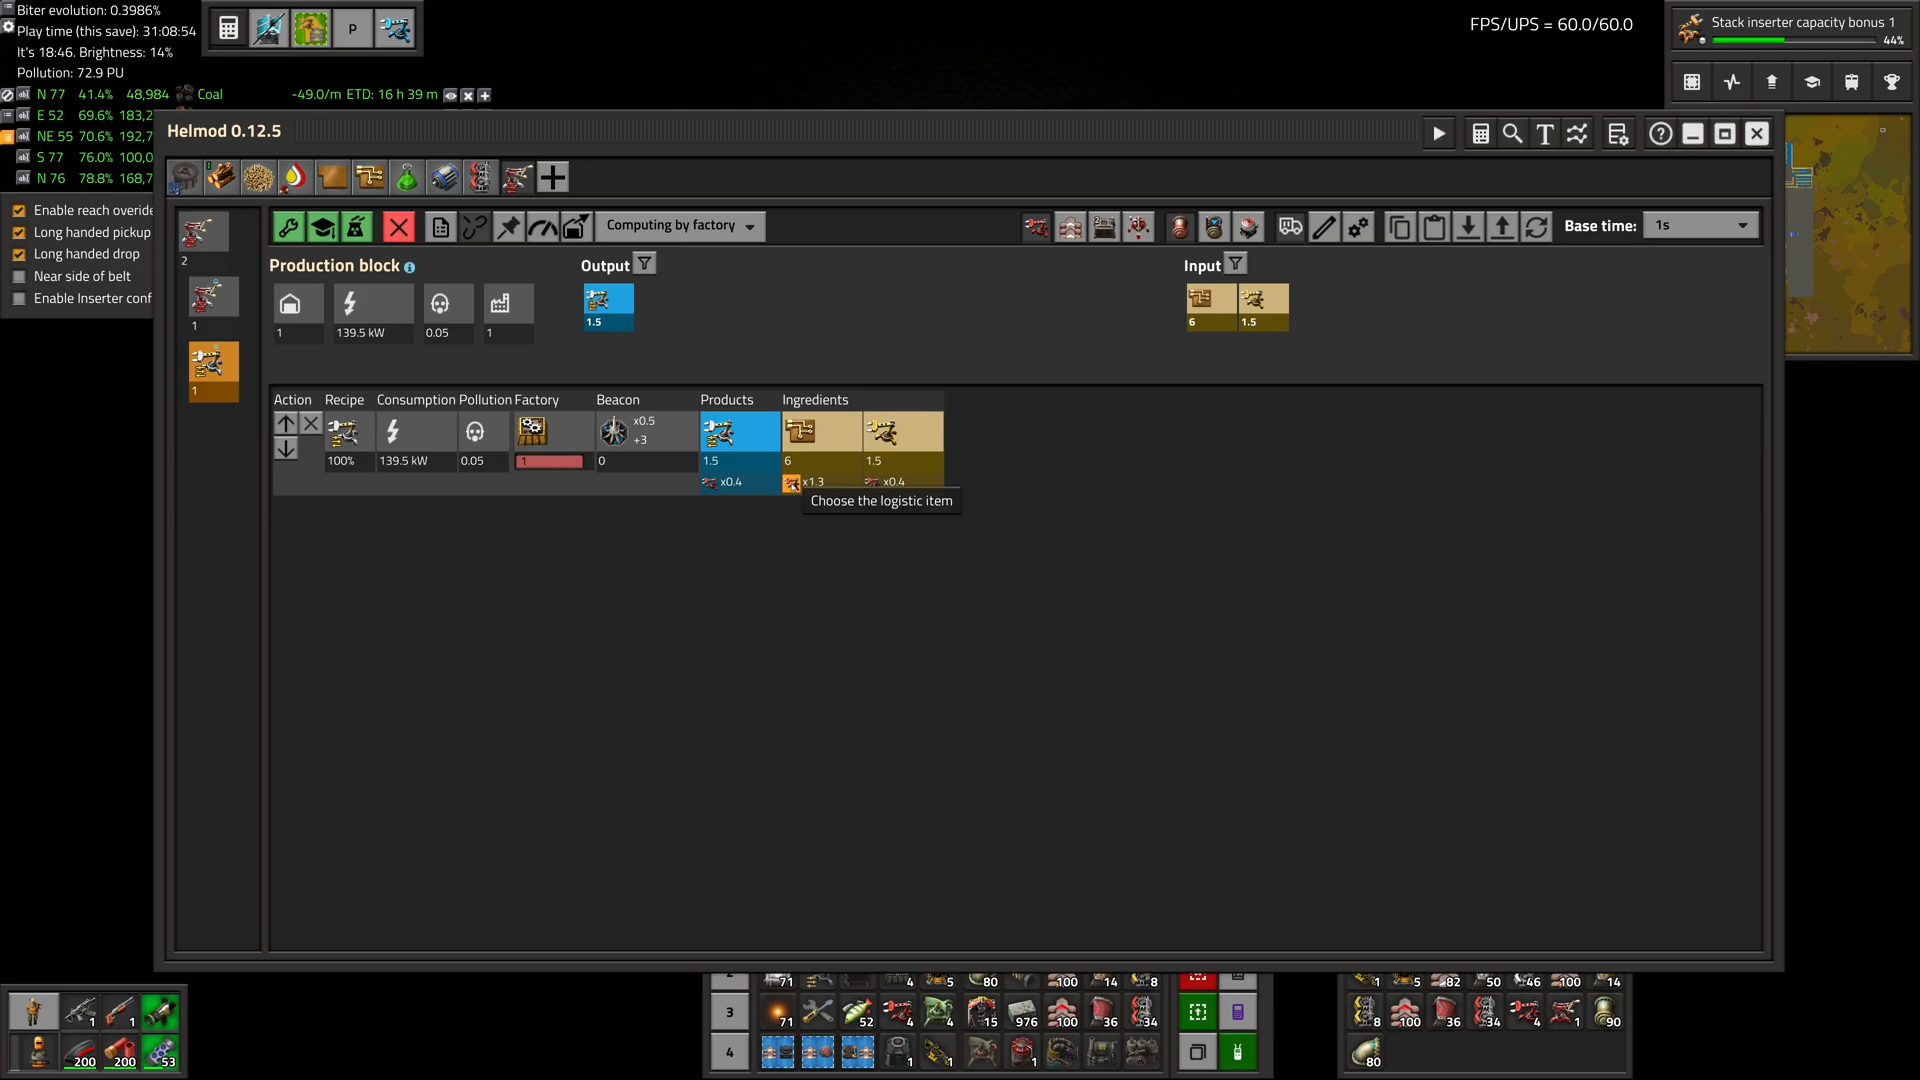 Biter evolution: 0.3986%
Play time (this save): 31:08:54
It's 18:46. Brightness: 14%
Pollution: 72.9 PU
N 77 41.4% 48,984 Coal -49.0/m ETD: 16 h 39 m
E 52 69.6% 183,2
NE 55 70.6% 192,7
S 77 76.0% 100,0
N 76 78.8% 168,7
Enable reach overide
Long handed pickup
Long handed drop
Near side of belt
Enable Inserter conf
P
FPS/UPS = 60.0/60.0
Stack inserter capacity bonus 1
44%
Helmod 0.12.5
2
1
1
Computing by factory
Base time: 1s
Production block
1
139.5 kW
0.05
1
Output
1.5
Input
6
1.5
Action Recipe Consumption Pollution Factory Beacon Products Ingredients
x0.5
+3
100% 139.5 kW 0.05 1 0 1.5 6 1.5
x0.4 x1.3 x0.4
Choose the logistic item
71 4 5 80 100 14 8
3 71 52 4 4 15 976 100 36 34
4 1 1 1
1 1
200 200 53
5 82 50 46 100 14
8 100 36 34 4 1 90
80